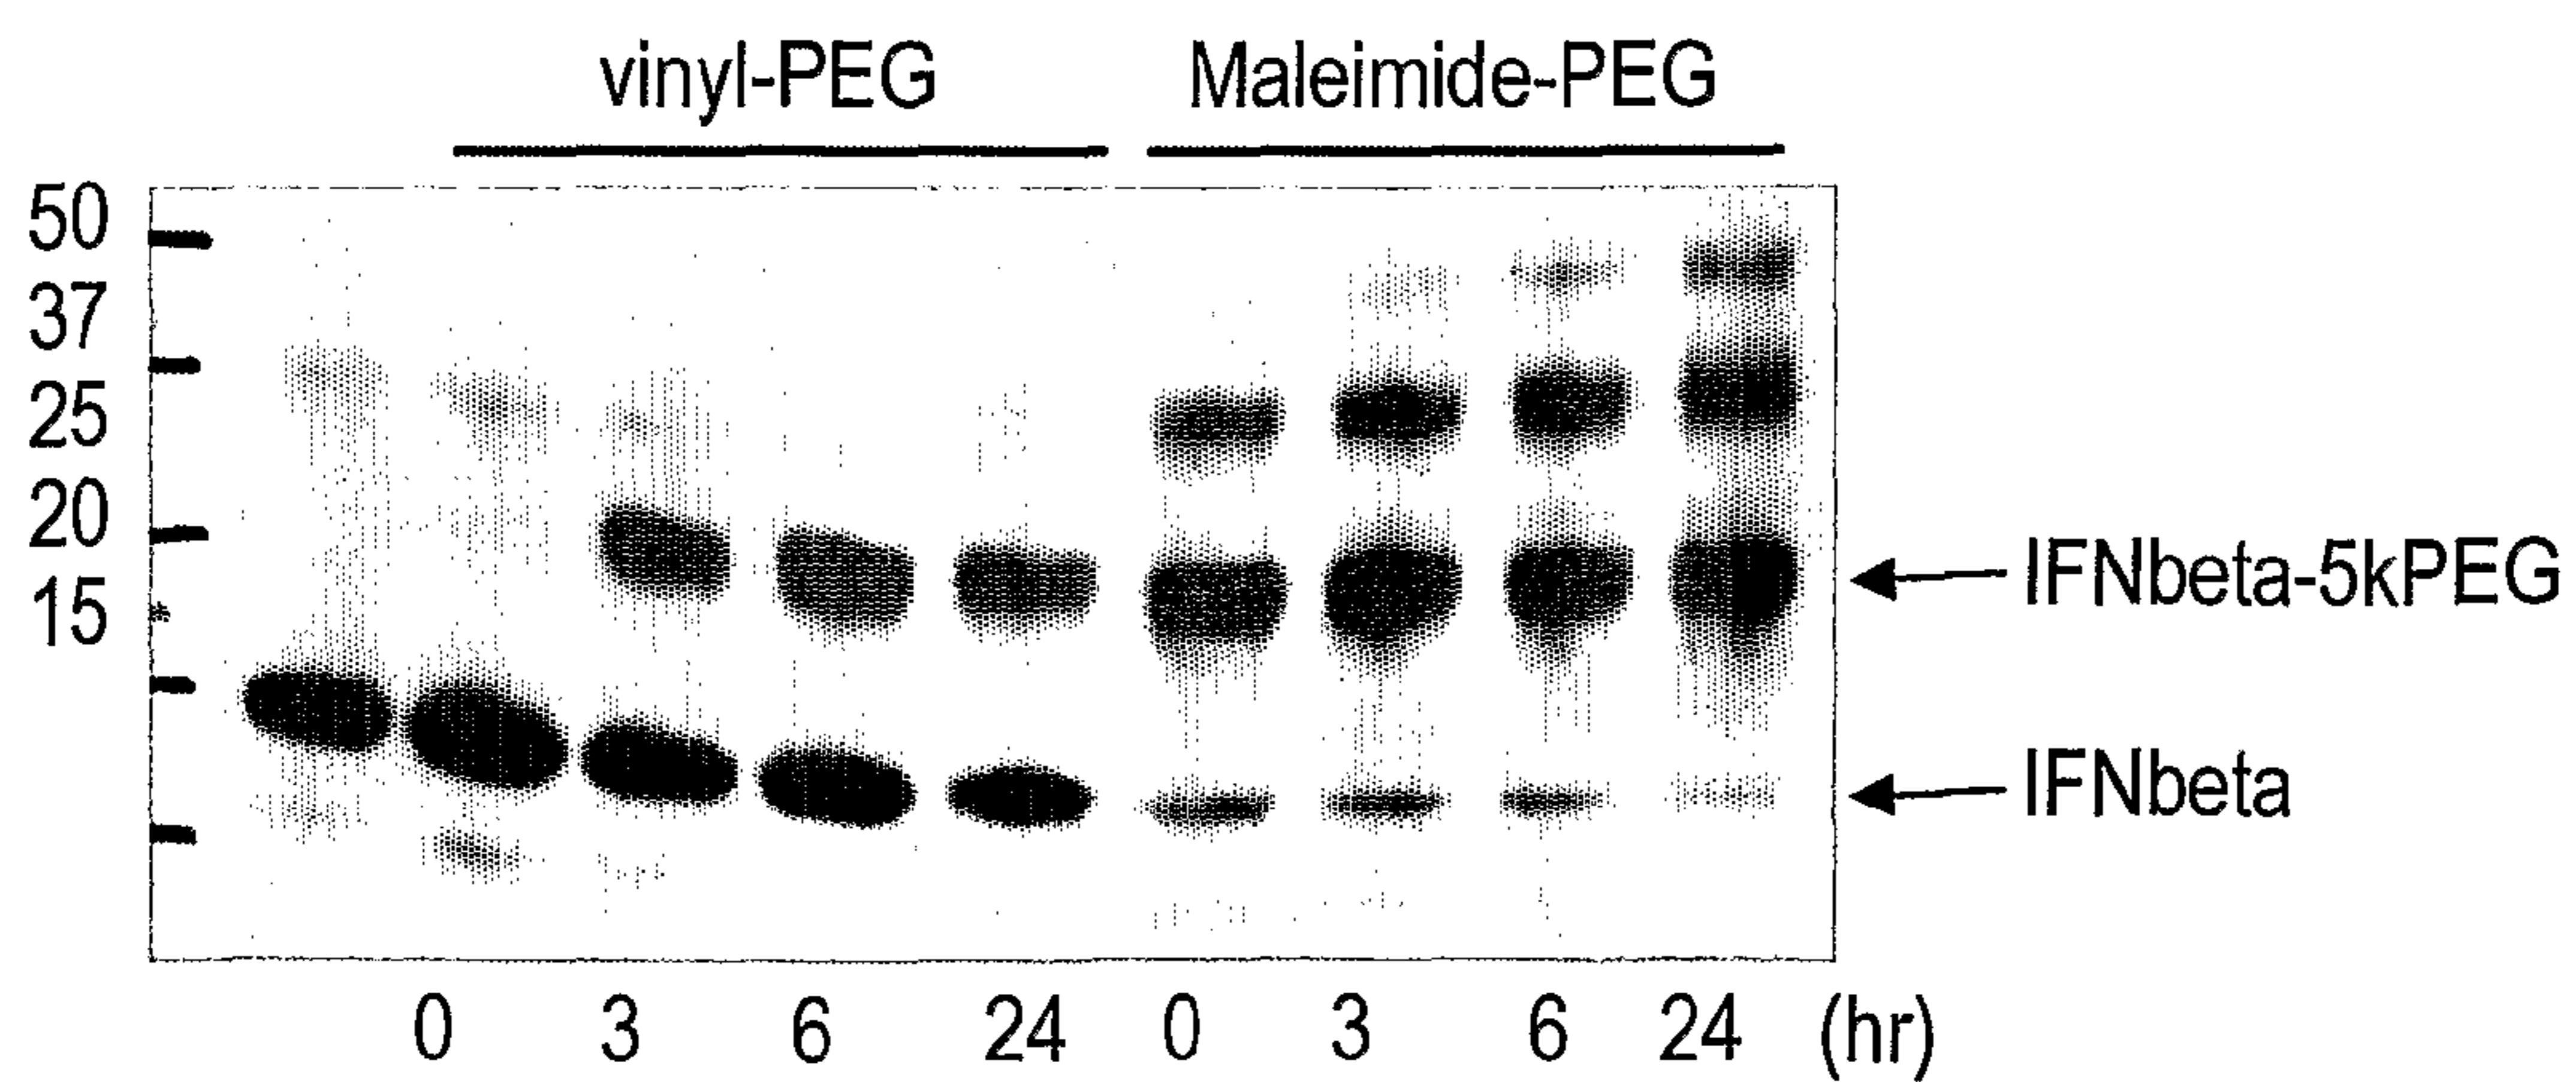 vinyl-PEG Maleimide-PEG
50
37
25
20
15
IFNbeta-5kPEG
IFNbeta
0 3 6 24 0 3 6 24 (hr)